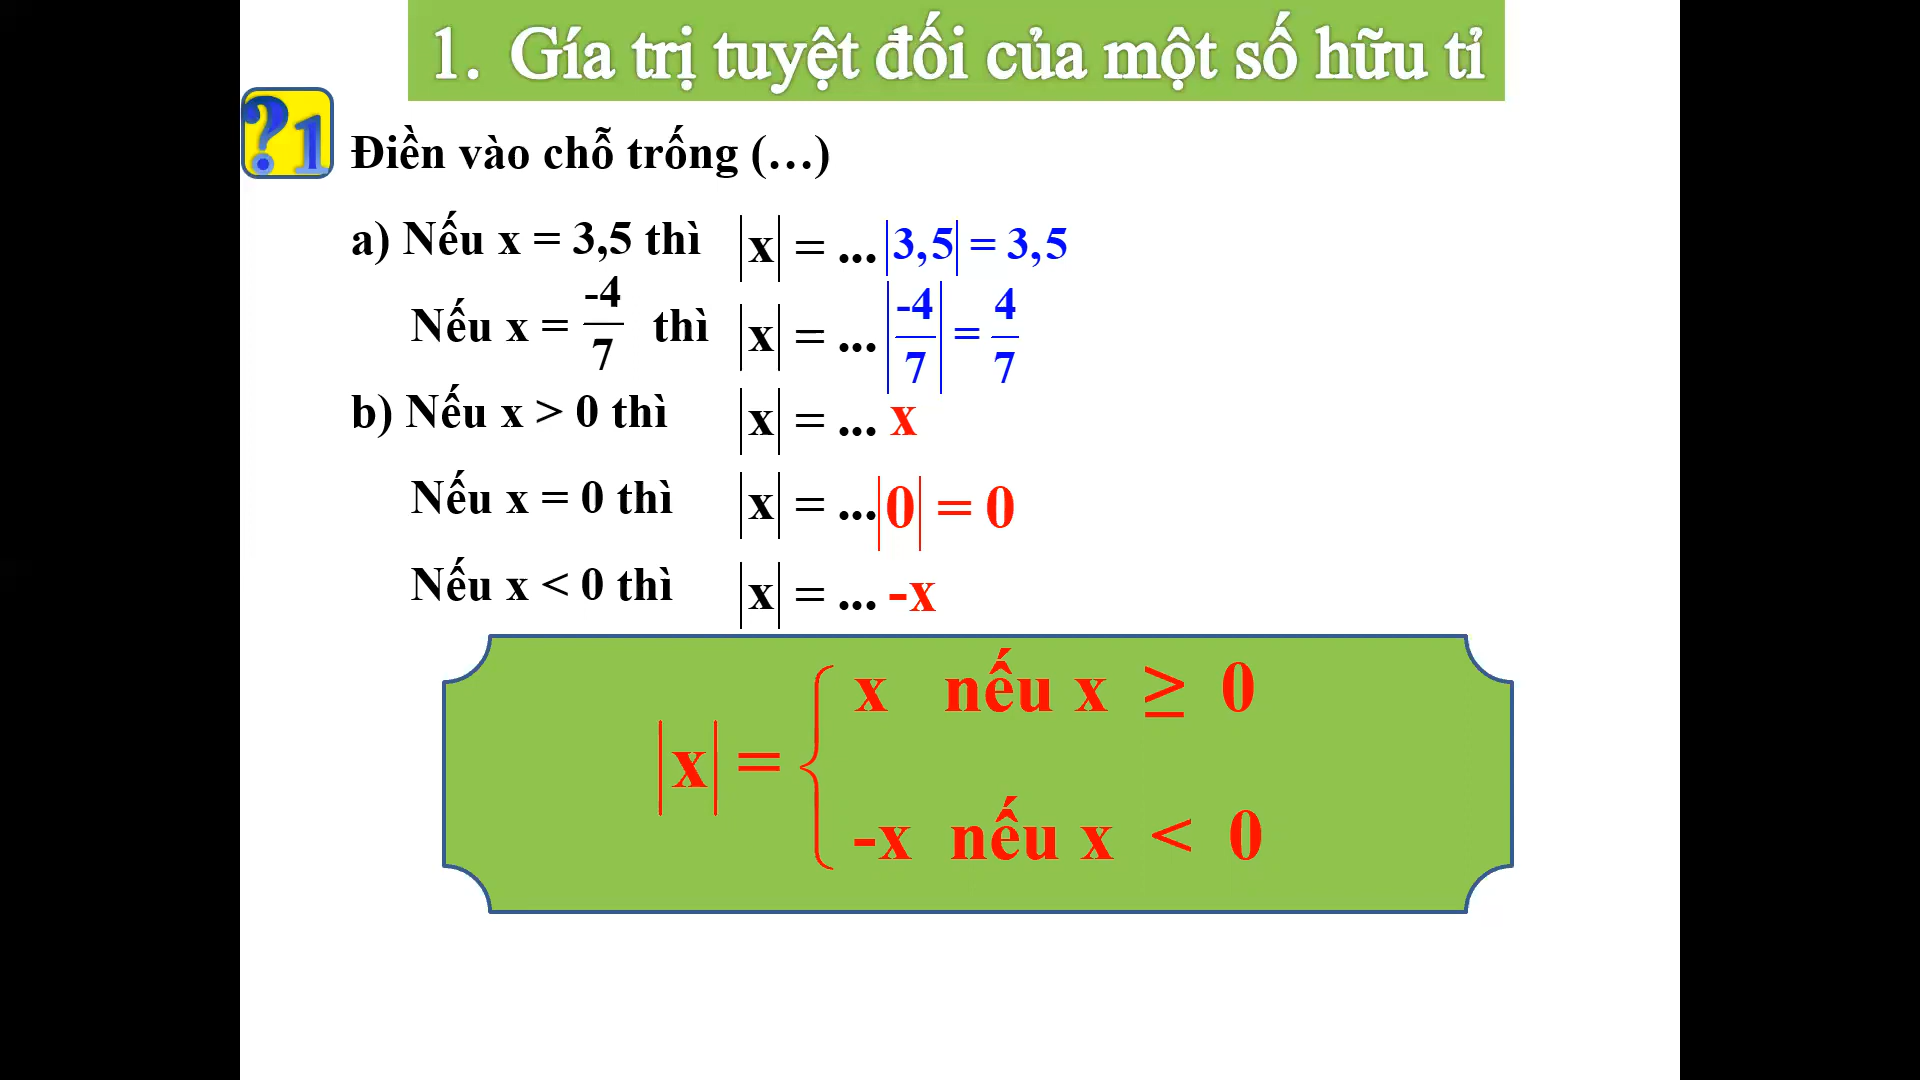 1. Gía trị tuyệt đối của một số hữu tỉ
?1
Điền vào chỗ trống (…)
a) Nếu x = 3,5 thì |x| = ... |3,5| = 3,5
Nếu x = -4/7 thì |x| = ... |-4/7| = 4/7
b) Nếu x > 0 thì |x| = ... x
Nếu x = 0 thì |x| = ... |0| = 0
Nếu x < 0 thì |x| = ... -x
|x| = {
x nếu x ≥ 0
-x nếu x < 0